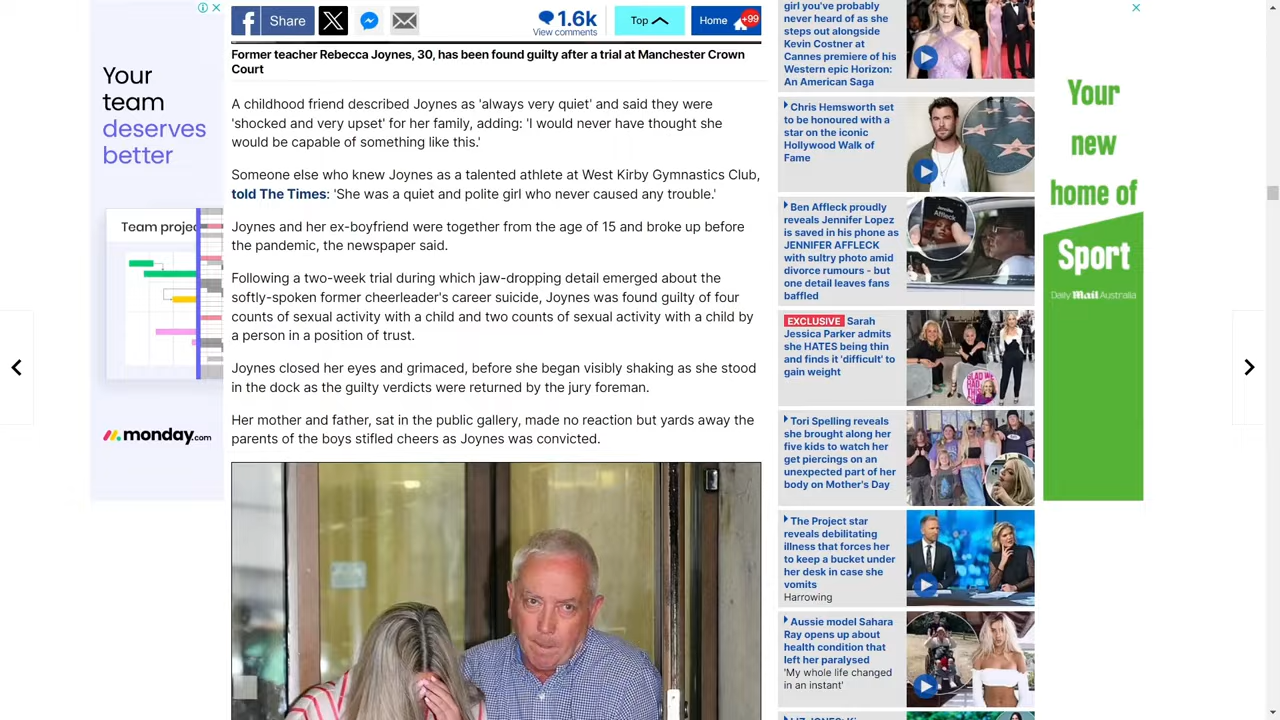 Your
team
deserves
better
Team projec
monday.com
Share
1.6k
View comments
Top
Home
+99
Former teacher Rebecca Joynes, 30, has been found guilty after a trial at Manchester Crown
Court
A childhood friend described Joynes as 'always very quiet' and said they were
'shocked and very upset' for her family, adding: 'I would never have thought she
would be capable of something like this.'
Someone else who knew Joynes as a talented athlete at West Kirby Gymnastics Club,
told The Times: 'She was a quiet and polite girl who never caused any trouble.'
Joynes and her ex-boyfriend were together from the age of 15 and broke up before
the pandemic, the newspaper said.
Following a two-week trial during which jaw-dropping detail emerged about the
softly-spoken former cheerleader's career suicide, Joynes was found guilty of four
counts of sexual activity with a child and two counts of sexual activity with a child by
a person in a position of trust.
Joynes closed her eyes and grimaced, before she began visibly shaking as she stood
in the dock as the guilty verdicts were returned by the jury foreman.
Her mother and father, sat in the public gallery, made no reaction but yards away the
parents of the boys stifled cheers as Joynes was convicted.
girl you've probably
never heard of as she
steps out alongside
Kevin Costner at
Cannes premiere of his
Western epic Horizon:
An American Saga
Chris Hemsworth set
to be honoured with a
star on the iconic
Hollywood Walk of
Fame
Ben Affleck proudly
reveals Jennifer Lopez
is saved in his phone as
JENNIFER AFFLECK
with sultry photo amid
divorce rumours - but
one detail leaves fans
baffled
EXCLUSIVE Sarah
Jessica Parker admits
she HATES being thin
and finds it 'difficult' to
gain weight
Tori Spelling reveals
she brought along her
five kids to watch her
get piercings on an
unexpected part of her
body on Mother's Day
The Project star
reveals debilitating
illness that forces her
to keep a bucket under
her desk in case she
vomits
Harrowing
Aussie model Sahara
Ray opens up about
health condition that
left her paralysed
'My whole life changed
in an instant'
Your
new
home of
Sport
Daily Mail Australia